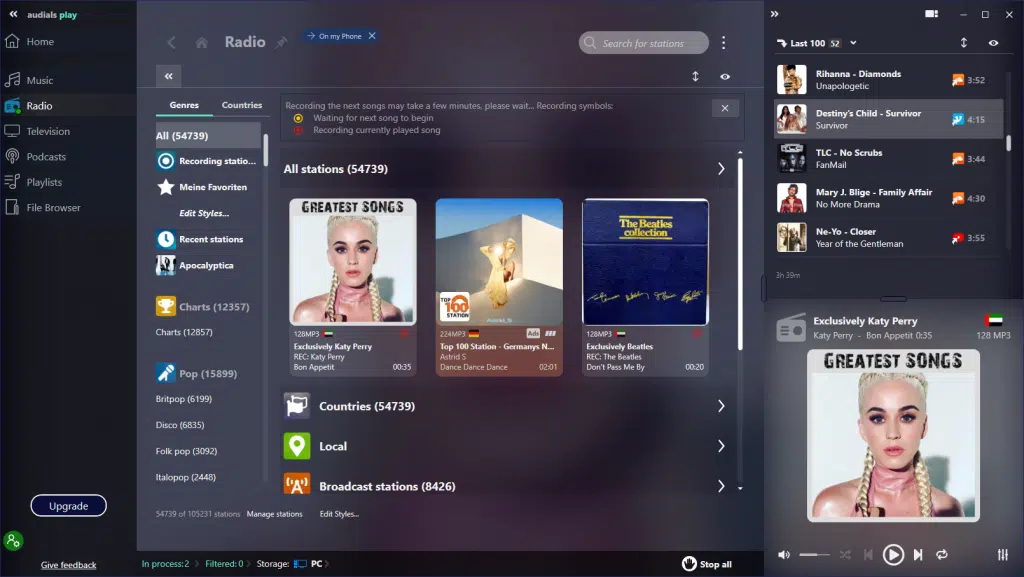 audials play
Home
Music
Radio
Television
Podcasts
Playlists
File Browser
Upgrade
Give feedback
Radio
On my Phone
Search for stations
Genres
Countries
All (54739)
Recording statio...
Meine Favoriten
Edit Styles...
Recent stations
Apocalyptica
Charts (12357)
Charts (12857)
Pop (15899)
Britpop (6199)
Disco (6835)
Folk pop (3092)
Italopop (2448)
Recording the next songs may take a few minutes, please wait... Recording symbols:
Waiting for next song to begin
Recording currently played song
All stations (54739)
GREATEST SONGS
128MP3
Exclusively Katy Perry
REC: Katy Perry
Bon Appetit 00:35
TOP 100 STATION
224MP3 Ads
Top 100 Station - Germanys N...
Astrid S
Dance Dance Dance 02:01
The Beatles
collection
128MP3
Exclusively Beatles
REC: The Beatles
Don't Pass Me By 00:20
Countries (54739)
Local
Broadcast stations (8426)
54739 of 105231 stations Manage stations Edit Styles...
In process:2 Filtered: 0 Storage: PC
Stop all
Last 100 52
Rihanna - Diamonds
Unapologetic
3:52
Destiny's Child - Survivor
Survivor
4:15
TLC - No Scrubs
FanMail
3:44
Mary J. Blige - Family Affair
No More Drama
4:30
Ne-Yo - Closer
Year of the Gentleman
3:55
3h 39m
Exclusively Katy Perry
Katy Perry - Bon Appetit 0:35 128 MP3
GREATEST SONGS